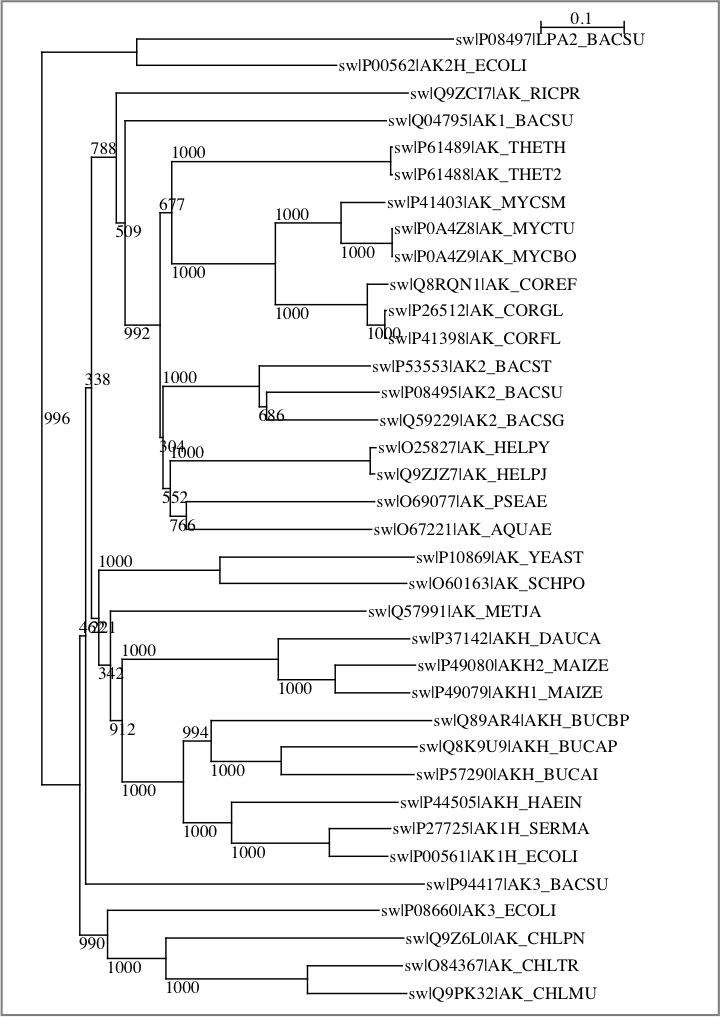 0.1
sw|P08497|LPA2_BACSU
sw|P00562|AK2H_ECOLI
sw|Q9ZCI7|AK_RICPR
sw|Q04795|AK1_BACSU
788
sw|P61489|AK_THETH
1000
sw|P61488|AK_THET2
sw|P41403|AK_MYCSM
677
1000
sw|P0A4Z8|AK_MYCTU
509
1000
sw|P0A4Z9|AK_MYCBO
1000
sw|Q8RQN1|AK_COREF
sw|P26512|AK_CORGL
1000
992
1000
sw|P41398|AK_CORFL
sw|P53553|AK2_BACST
338
1000
sw|P08495|AK2_BACSU
996
686
sw|Q59229|AK2_BACSG
304
sw|O25827|AK_HELPY
1000
sw|Q9ZJZ7|AK_HELPJ
552
sw|O69077|AK_PSEAE
766
sw|O67221|AK_AQUAE
1000
sw|P10869|AK_YEAST
sw|O60163|AK_SCHPO
sw|Q57991|AK_METJA
221
sw|P37142|AKH_DAUCA
1000
sw|P49080|AKH2_MAIZE
342
1000
sw|P49079|AKH1_MAIZE
912
994
sw|Q89AR4|AKH_BUCBP
sw|Q8K9U9|AKH_BUCAP
1000
sw|P57290|AKH_BUCAI
1000
sw|P44505|AKH_HAEIN
1000
sw|P27725|AK1H_SERMA
1000
sw|P00561|AK1H_ECOLI
sw|P94417|AK3_BACSU
sw|P08660|AK3_ECOLI
990
sw|Q9Z6L0|AK_CHLPN
1000
sw|O84367|AK_CHLTR
1000
sw|Q9PK32|AK_CHLMU